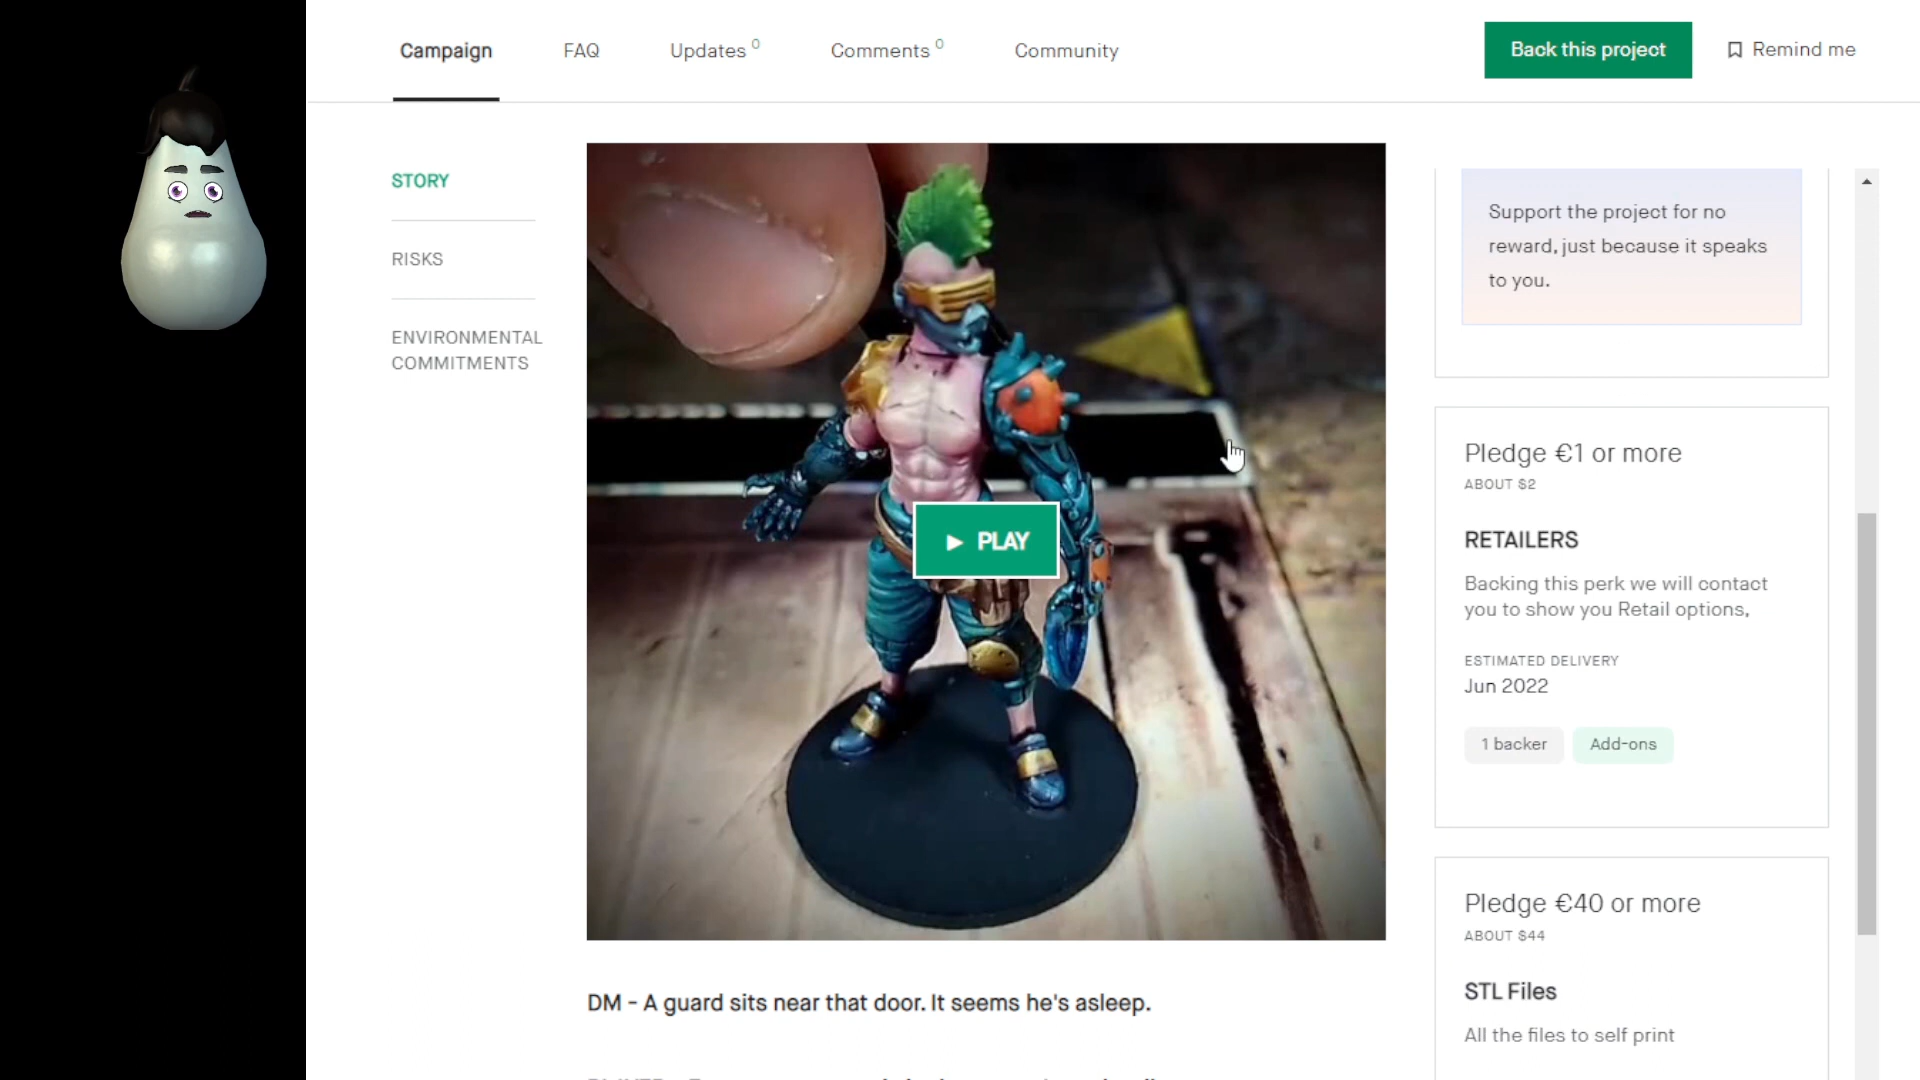 Campaign
FAQ
Updates 0
Comments 0
Community
Back this project
Remind me
STORY
RISKS
ENVIRONMENTAL
COMMITMENTS
PLAY
DM - A guard sits near that door. It seems he's asleep.
Support the project for no
reward, just because it speaks
to you.
Pledge €1 or more
ABOUT $2
RETAILERS
Backing this perk we will contact
you to show you Retail options,
ESTIMATED DELIVERY
Jun 2022
1 backer
Add-ons
Pledge €40 or more
ABOUT $44
STL Files
All the files to self print